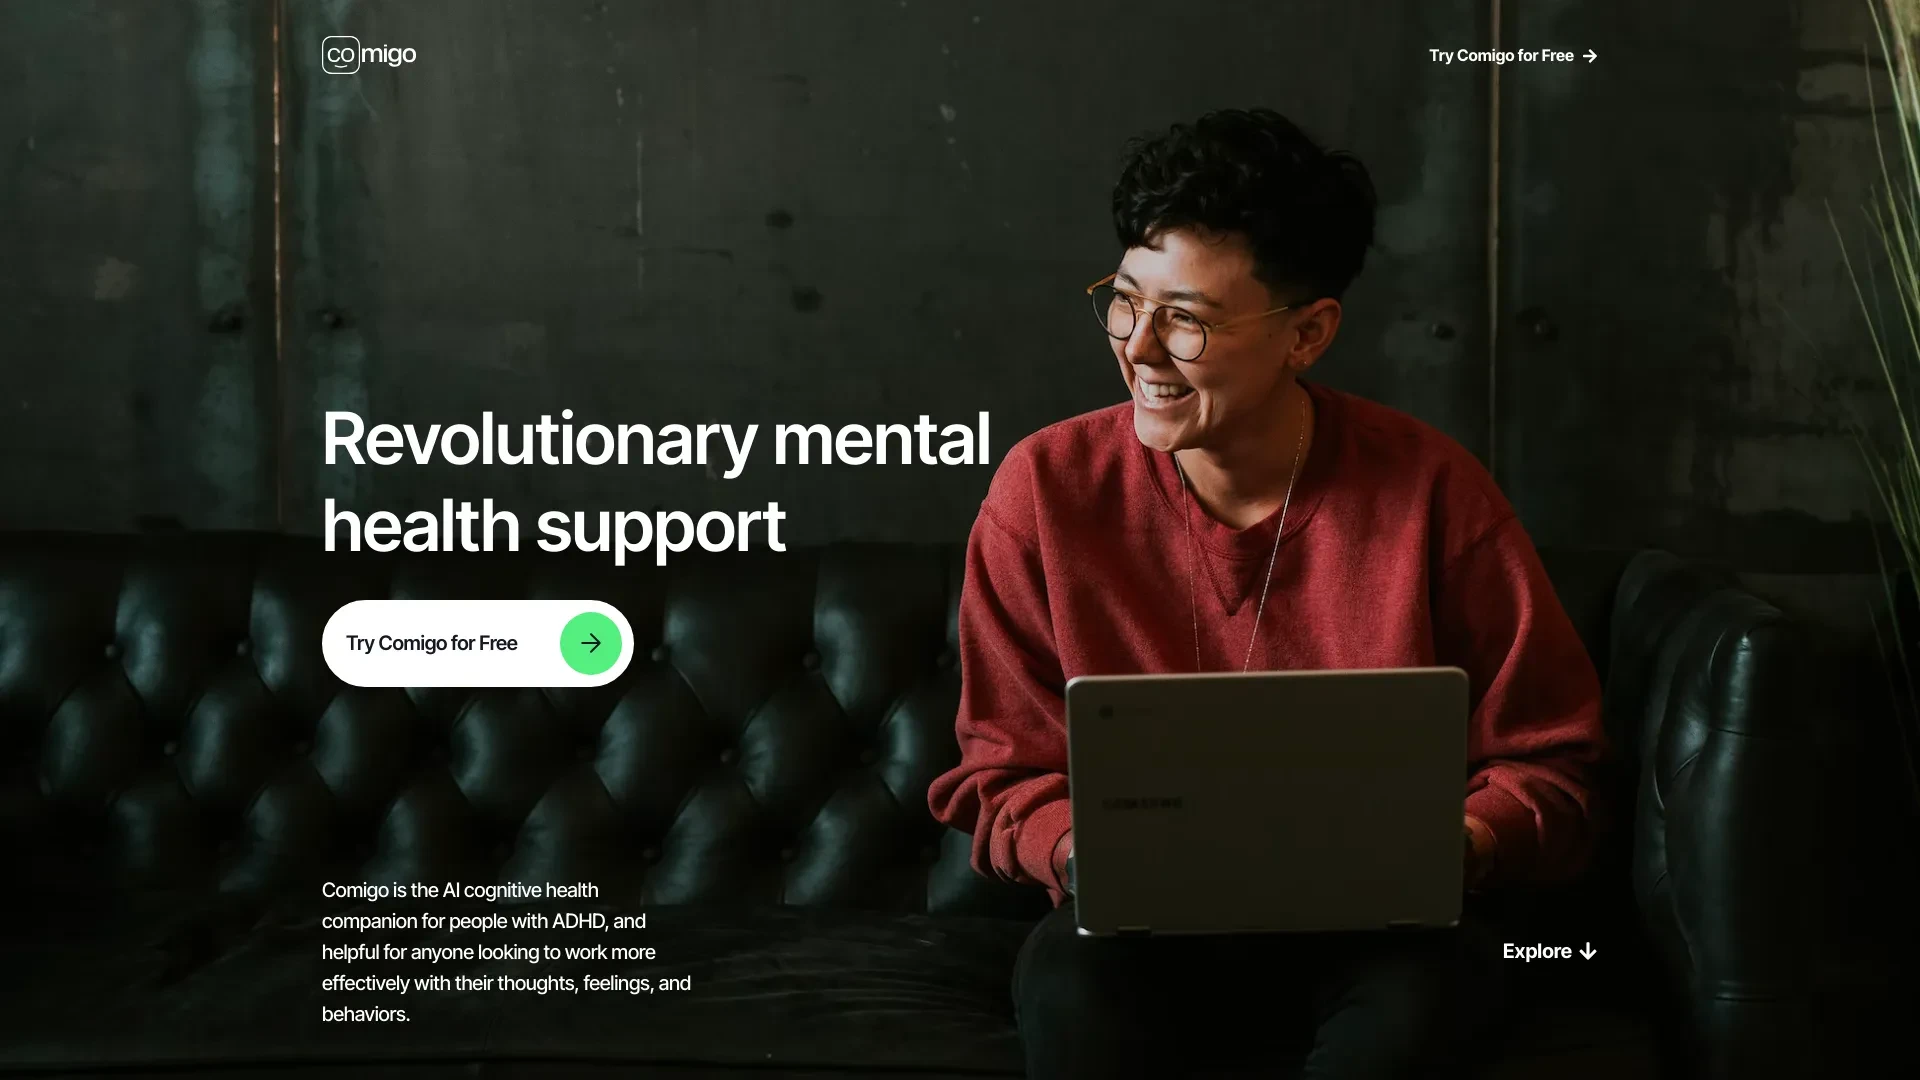 comigo
Try Comigo for Free
Revolutionary mental
health support
Try Comigo for Free
Comigo is the AI cognitive health
companion for people with ADHD, and
helpful for anyone looking to work more
effectively with their thoughts, feelings, and
behaviors.
Explore